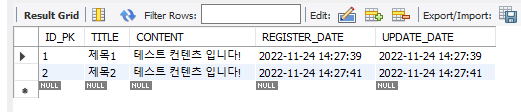 Result Grid Filter Rows: Edit: Export/Import:
ID_PK TITLE CONTENT REGISTER_DATE UPDATE_DATE
1 제목1 테스트 컨텐츠 입니다! 2022-11-24 14:27:39 2022-11-24 14:27:39
2 제목2 테스트 컨텐츠 입니다! 2022-11-24 14:27:41 2022-11-24 14:27:41
NULL NULL NULL NULL NULL